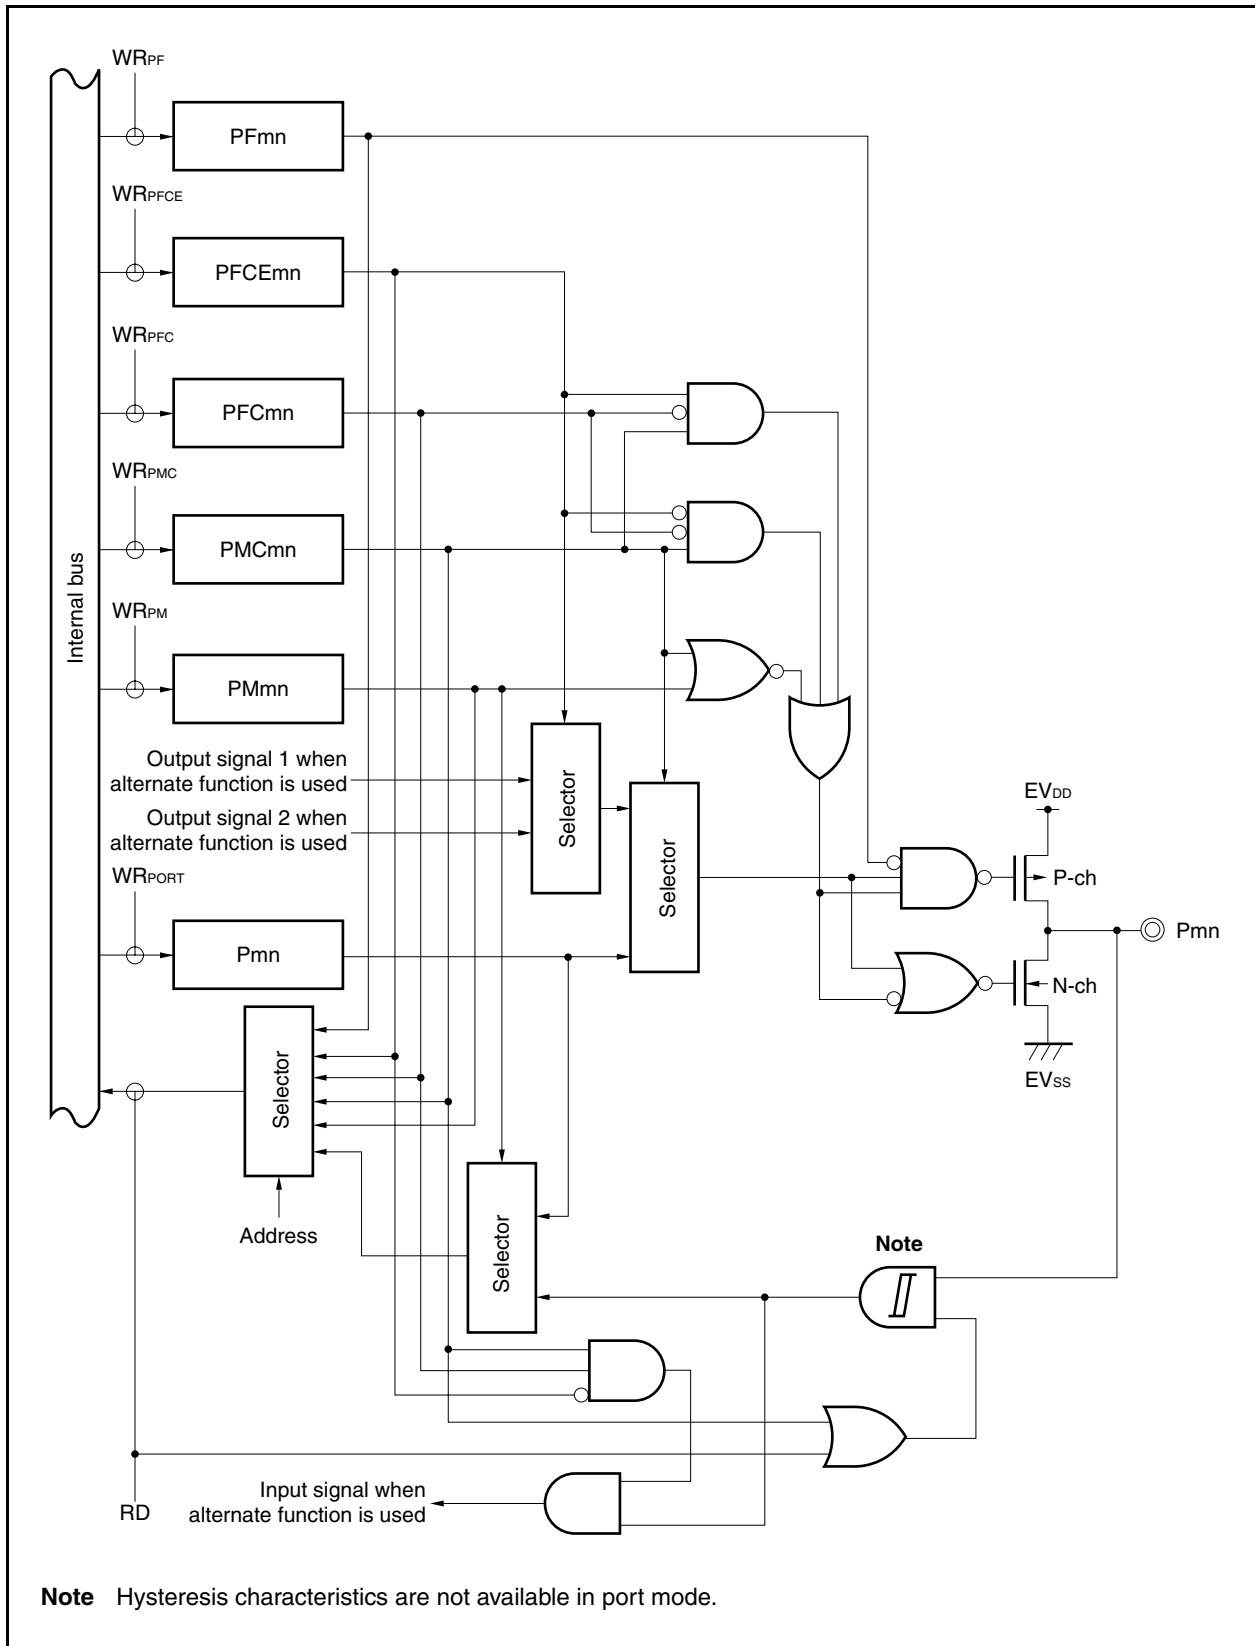 WRPF
PFmn
WRPFCE
PFCEmn
WRPFC
PFCmn
WRPMC
PMCmn
Internal bus
WRPM
PMmn
Output signal 1 when
alternate function is used
Output signal 2 when
alternate function is used
Selector
Selector
EVDD
P-ch
WRPORT
Pmn
Pmn
N-ch
EVSS
Selector
Address
Selector
Note
RD
Input signal when
alternate function is used
Note Hysteresis characteristics are not available in port mode.